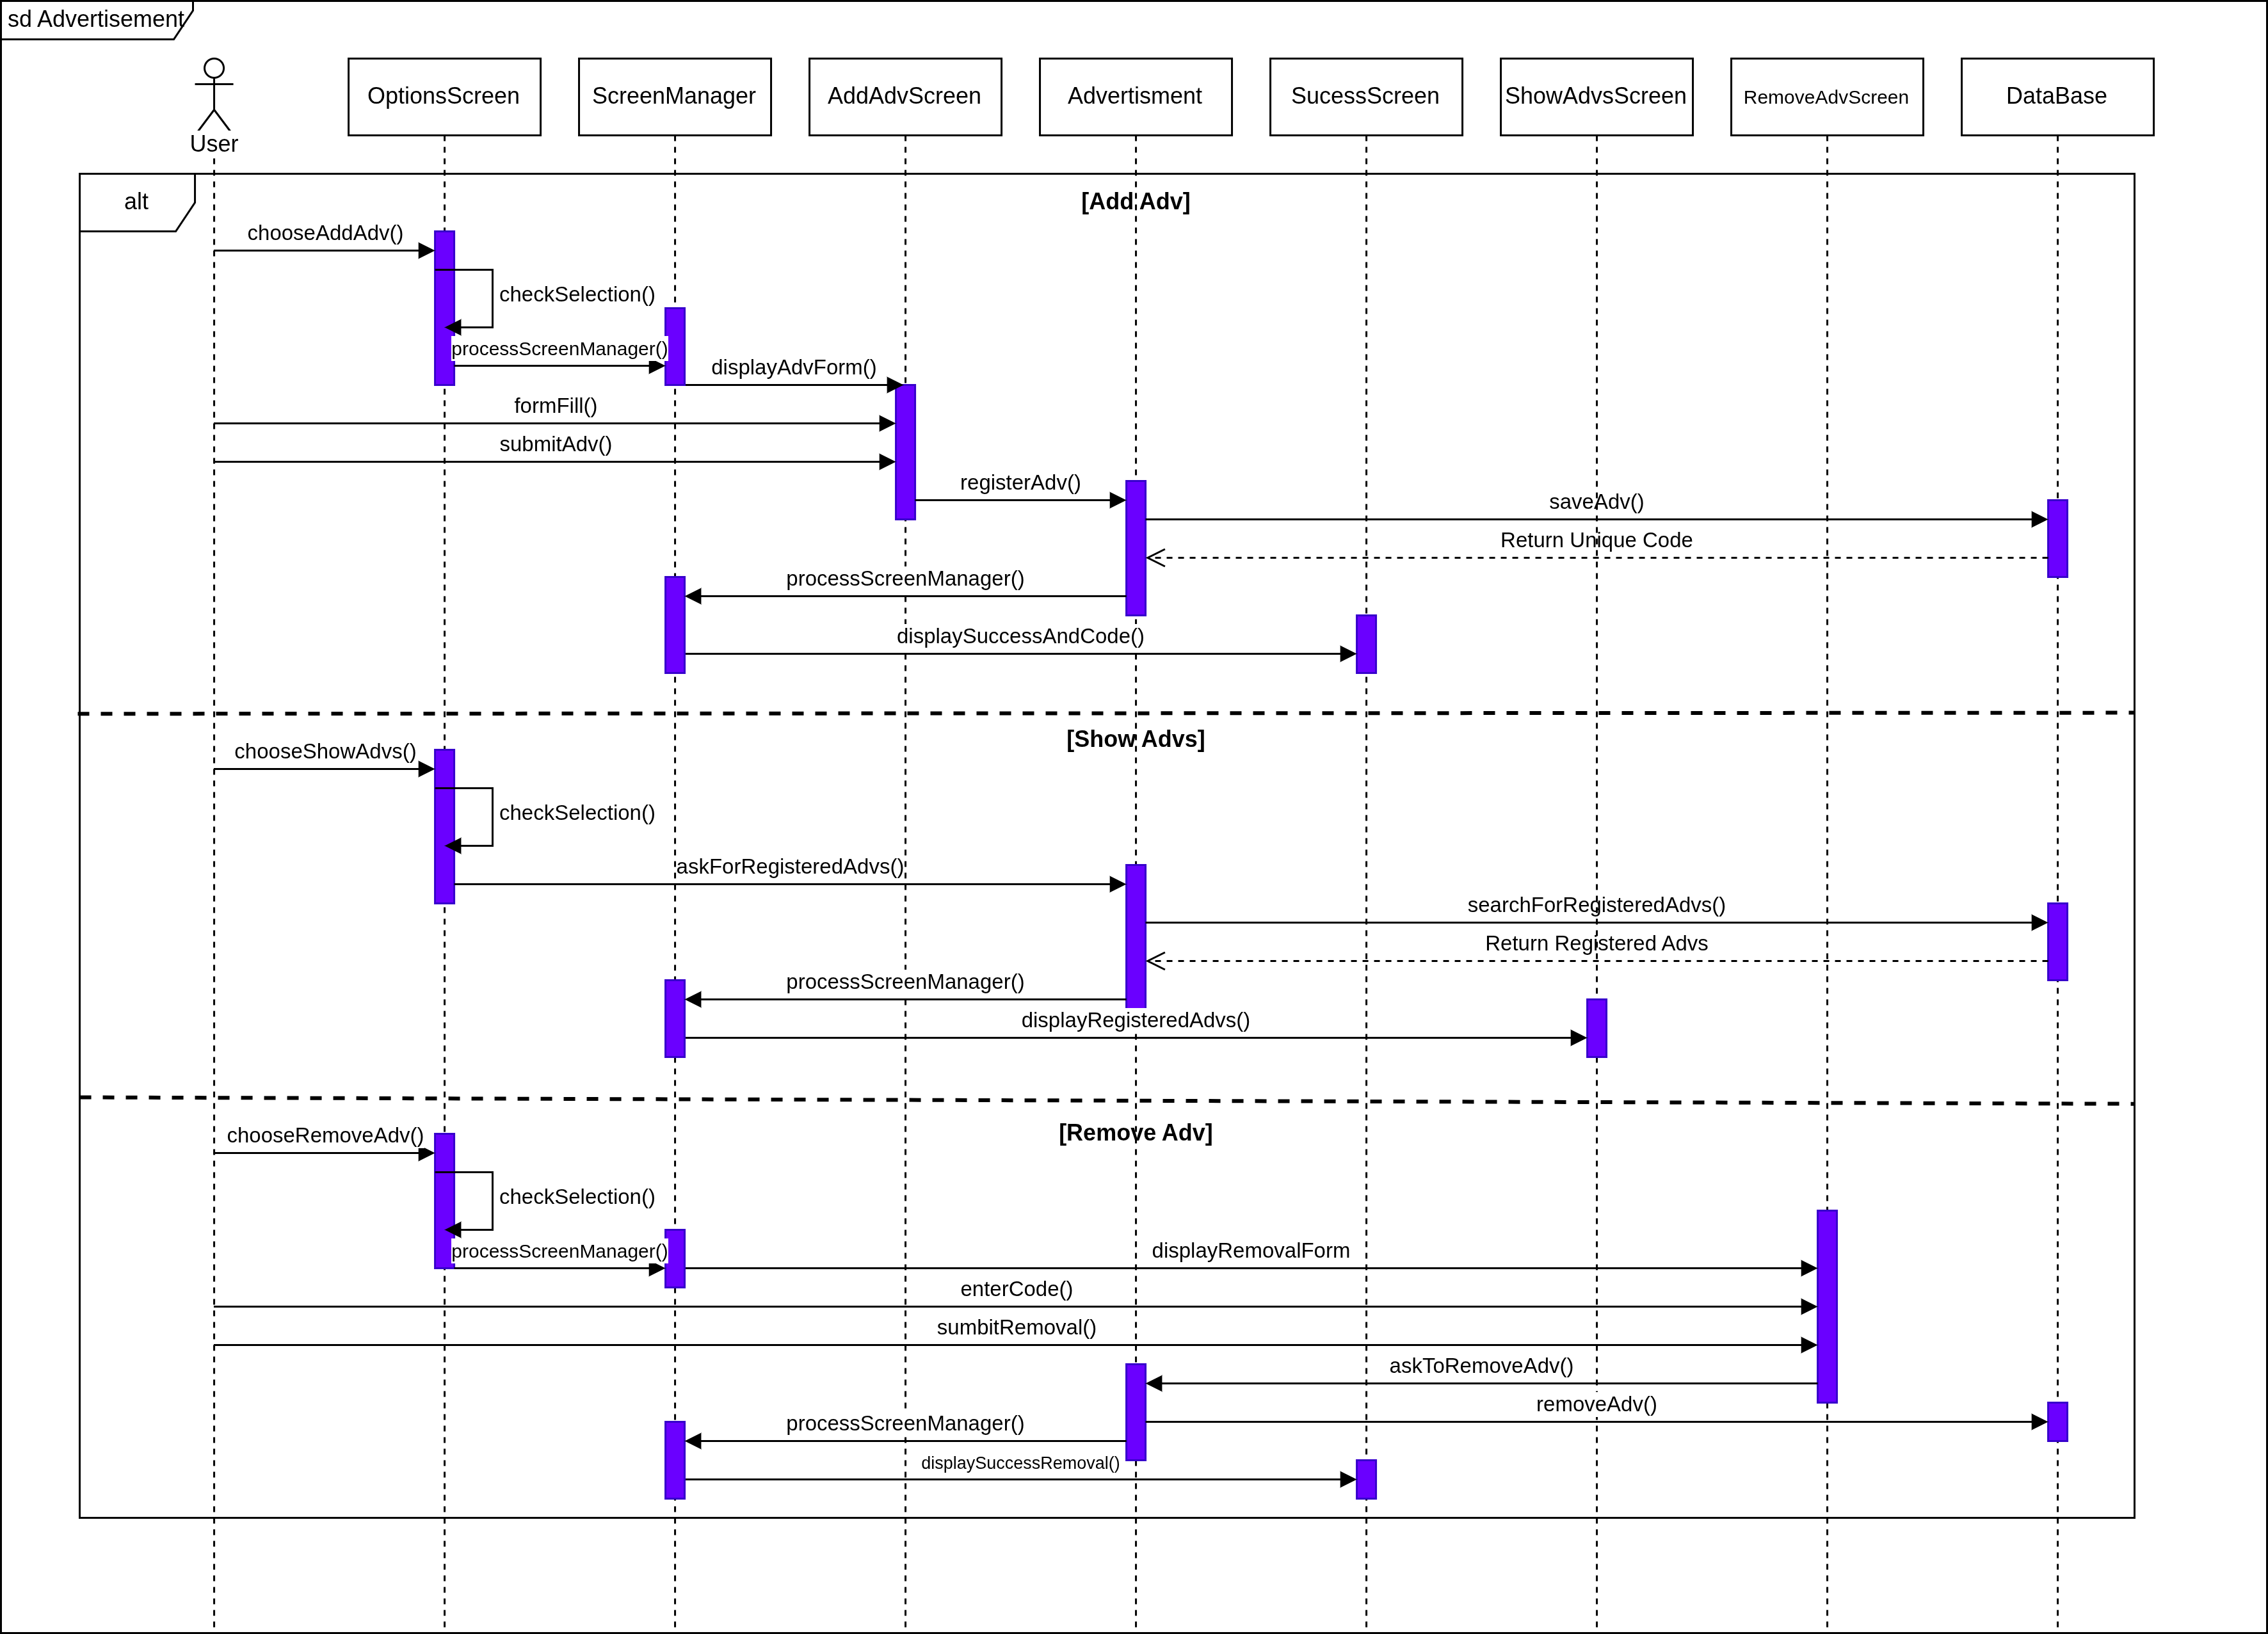 sd Advertisement
User
OptionsScreen
ScreenManager
AddAdvScreen
Advertisment
SucessScreen
ShowAdvsScreen
RemoveAdvScreen
DataBase
alt
[Add Adv]
chooseAddAdv()
checkSelection()
processScreenManager()
displayAdvForm()
formFill()
submitAdv()
registerAdv()
saveAdv()
Return Unique Code
processScreenManager()
displaySuccessAndCode()
[Show Advs]
chooseShowAdvs()
checkSelection()
askForRegisteredAdvs()
searchForRegisteredAdvs()
Return Registered Advs
processScreenManager()
displayRegisteredAdvs()
[Remove Adv]
chooseRemoveAdv()
checkSelection()
processScreenManager()
displayRemovalForm
enterCode()
sumbitRemoval()
askToRemoveAdv()
removeAdv()
processScreenManager()
displaySuccessRemoval()